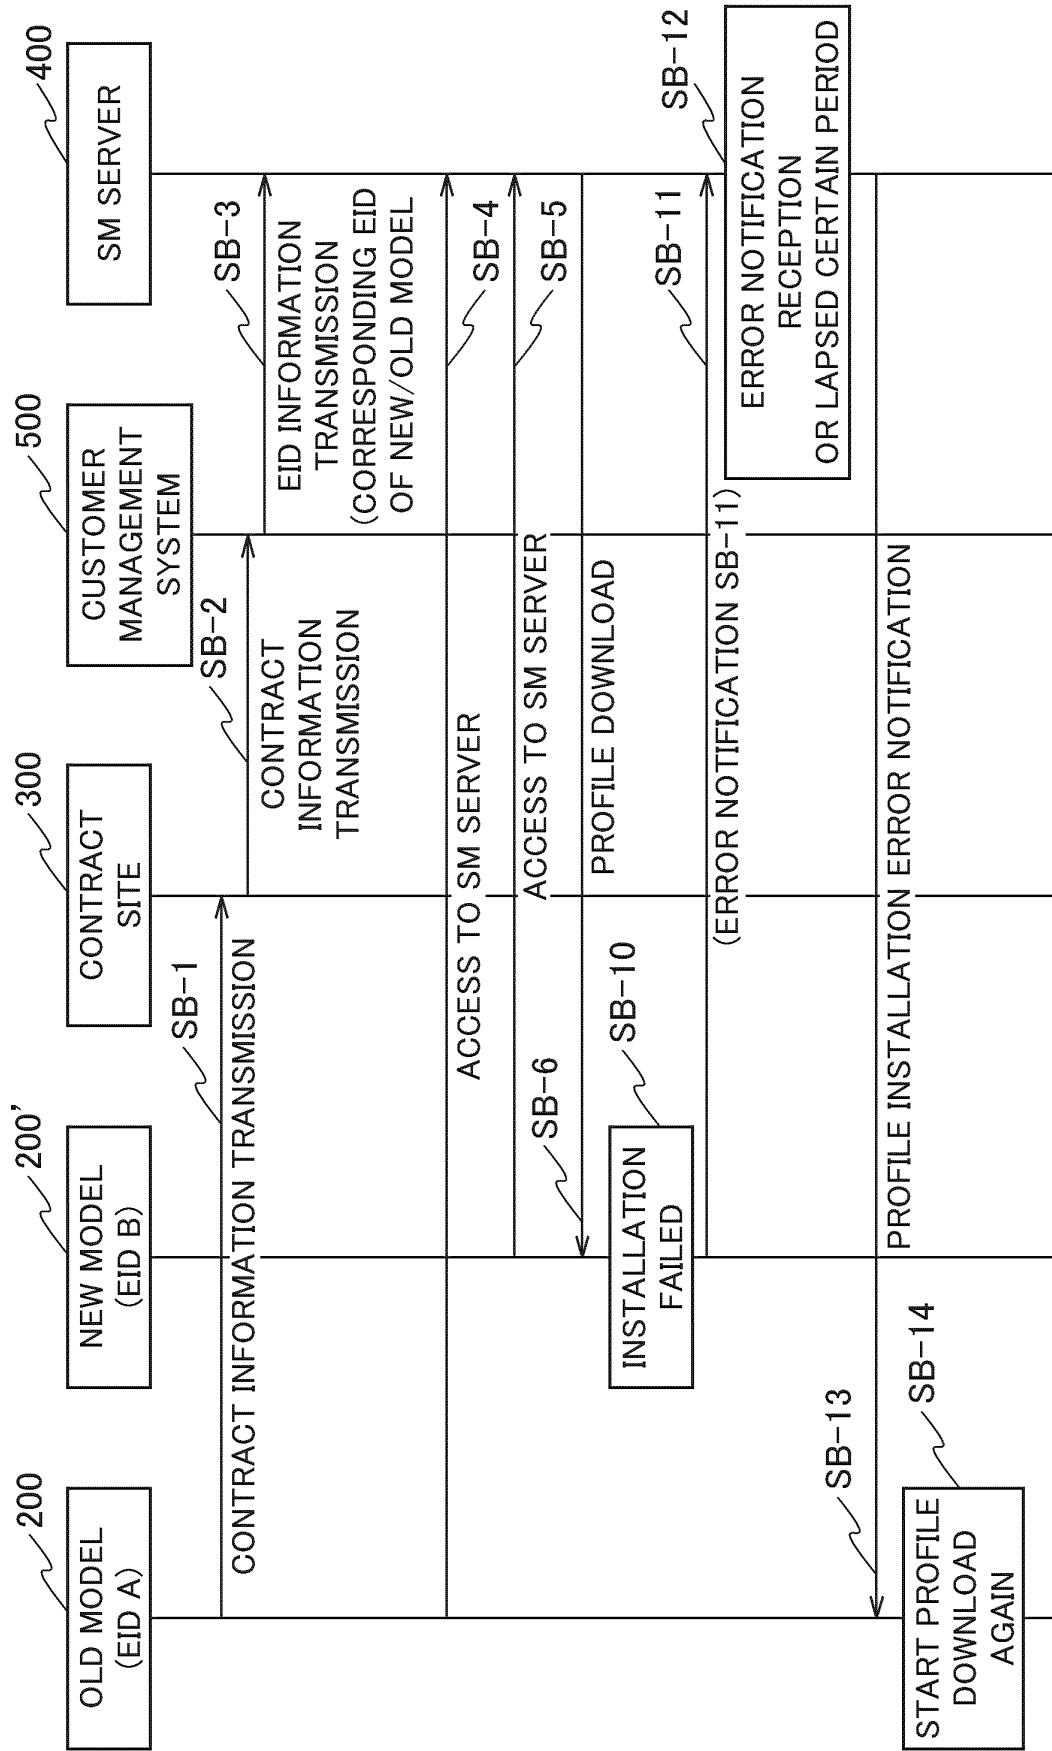 200
OLD MODEL
(EID A)
200'
NEW MODEL
(EID B)
300
CONTRACT
SITE
500
CUSTOMER
MANAGEMENT
SYSTEM
400
SM SERVER
SB-1
CONTRACT INFORMATION TRANSMISSION
SB-2
CONTRACT
INFORMATION
TRANSMISSION
SB-3
EID INFORMATION
TRANSMISSION
(CORRESPONDING EID
OF NEW/OLD MODEL
SB-4
ACCESS TO SM SERVER
SB-5
ACCESS TO SM SERVER
SB-6
PROFILE DOWNLOAD
INSTALLATION
FAILED
SB-10
SB-11
(ERROR NOTIFICATION SB-11)
SB-12
ERROR NOTIFICATION
RECEPTION
OR LAPSED CERTAIN PERIOD
SB-13
PROFILE INSTALLATION ERROR NOTIFICATION
SB-14
START PROFILE
DOWNLOAD
AGAIN